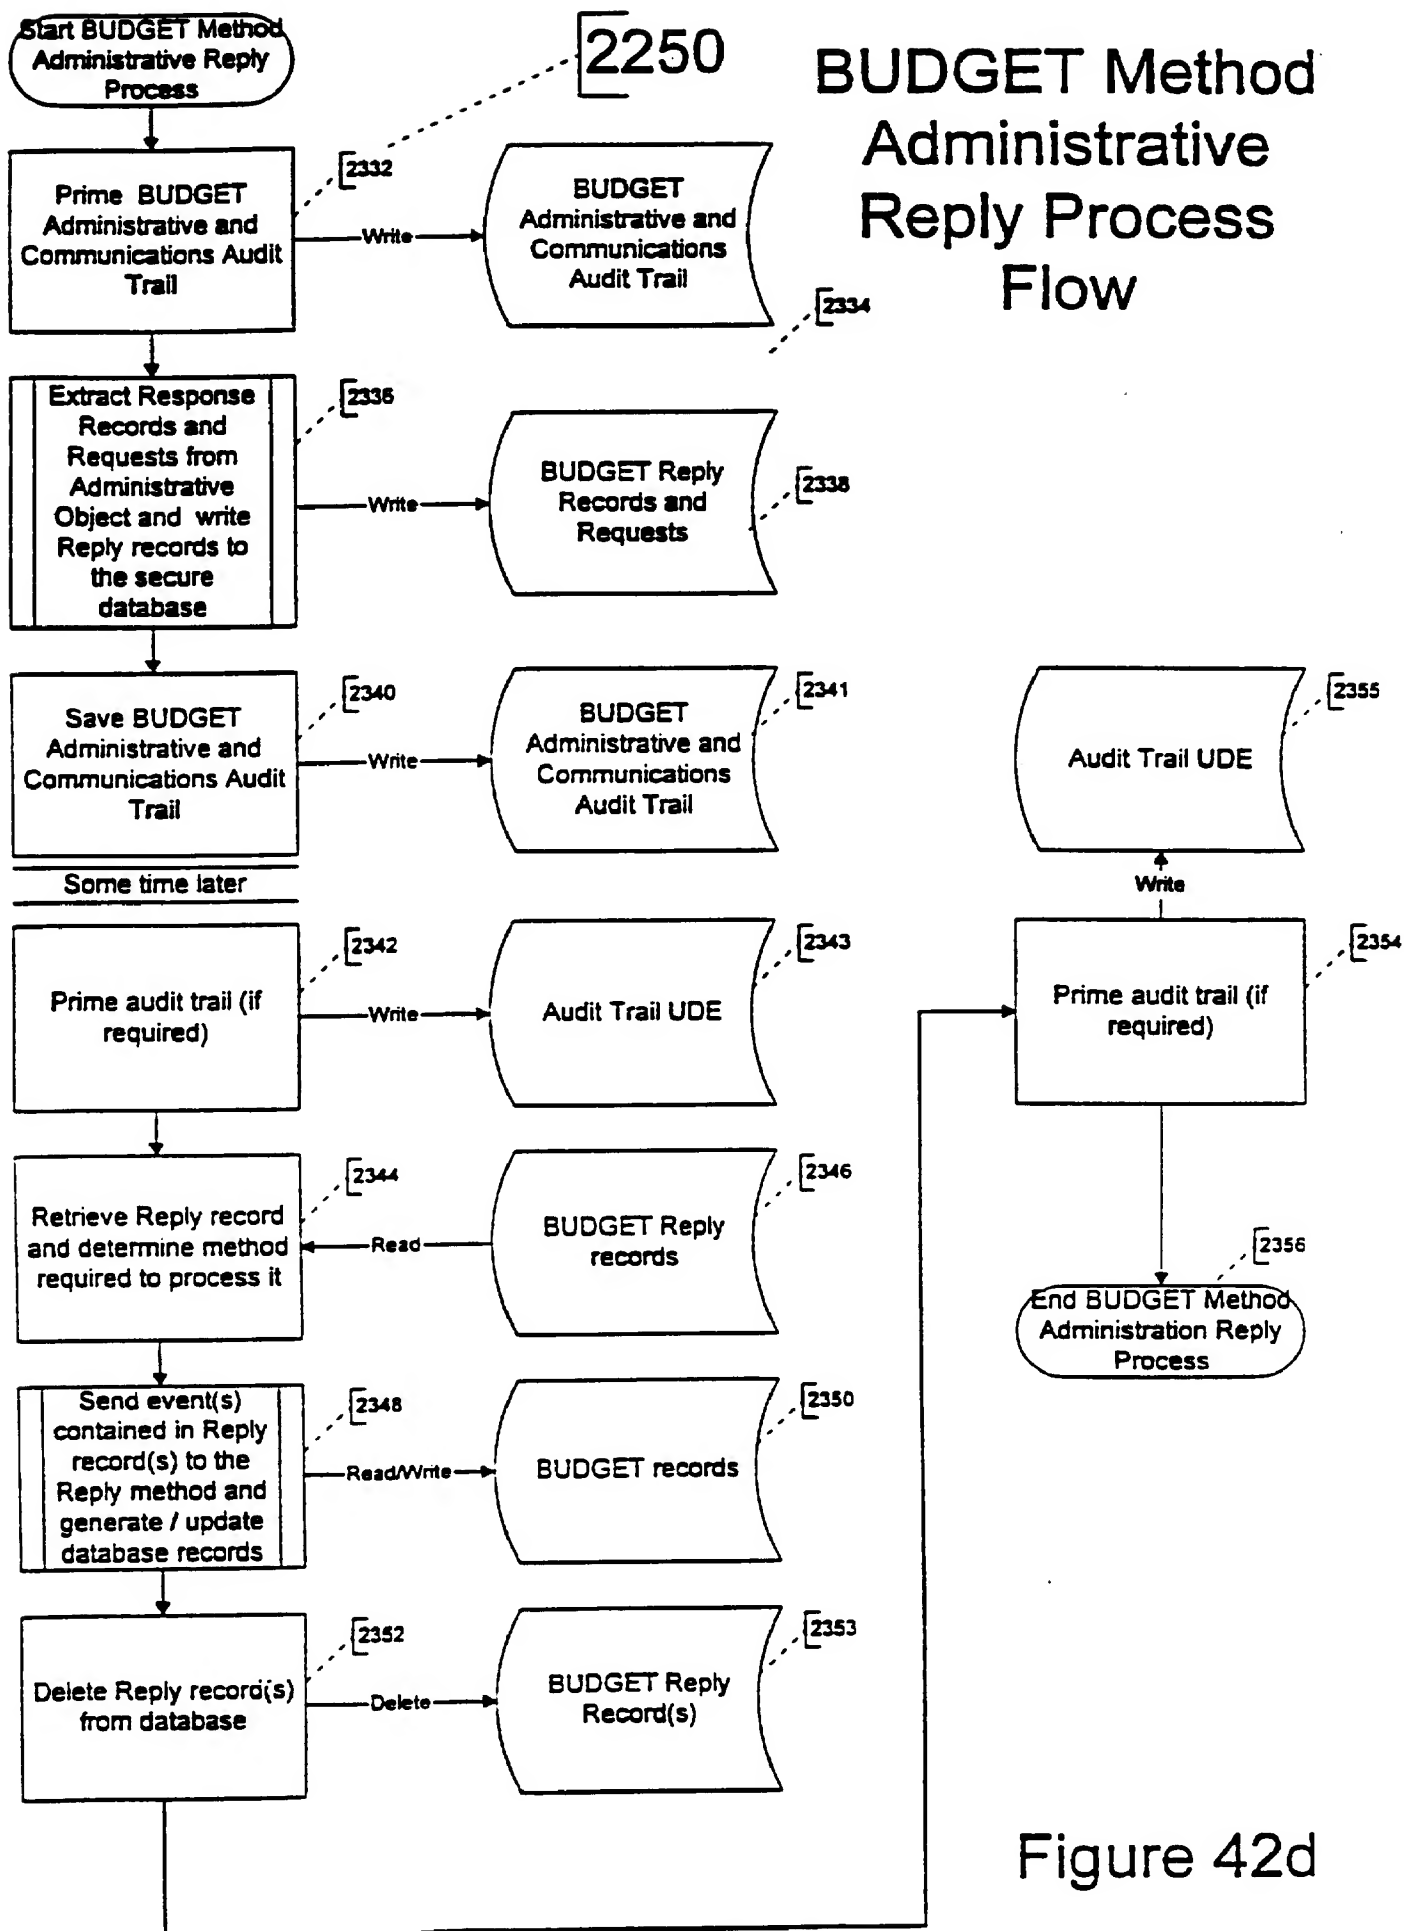 Start BUDGET Method
Administrative Reply
Process
2250
BUDGET Method
Administrative
Reply Process
Flow
2332
Prime BUDGET
Administrative and
Communications Audit
Trail
Write
BUDGET
Administrative and
Communications
Audit Trail
2334
2336
Extract Response
Records and
Requests from
Administrative
Object and write
Reply records to
the secure
database
Write
BUDGET Reply
Records and
Requests
2338
2340
Save BUDGET
Administrative and
Communications Audit
Trail
Write
BUDGET
Administrative and
Communications
Audit Trail
2341
Audit Trail UDE
2355
Write
Some time later
2342
Prime audit trail (if
required)
Write
Audit Trail UDE
2343
Prime audit trail (if
required)
2354
2344
Retrieve Reply record
and determine method
required to process it
Read
BUDGET Reply
records
2346
2356
End BUDGET Method
Administration Reply
Process
2348
Send event(s)
contained in Reply
record(s) to the
Reply method and
generate / update
database records
Read/Write
BUDGET records
2350
2352
Delete Reply record(s)
from database
Delete
BUDGET Reply
Record(s)
2353
Figure 42d